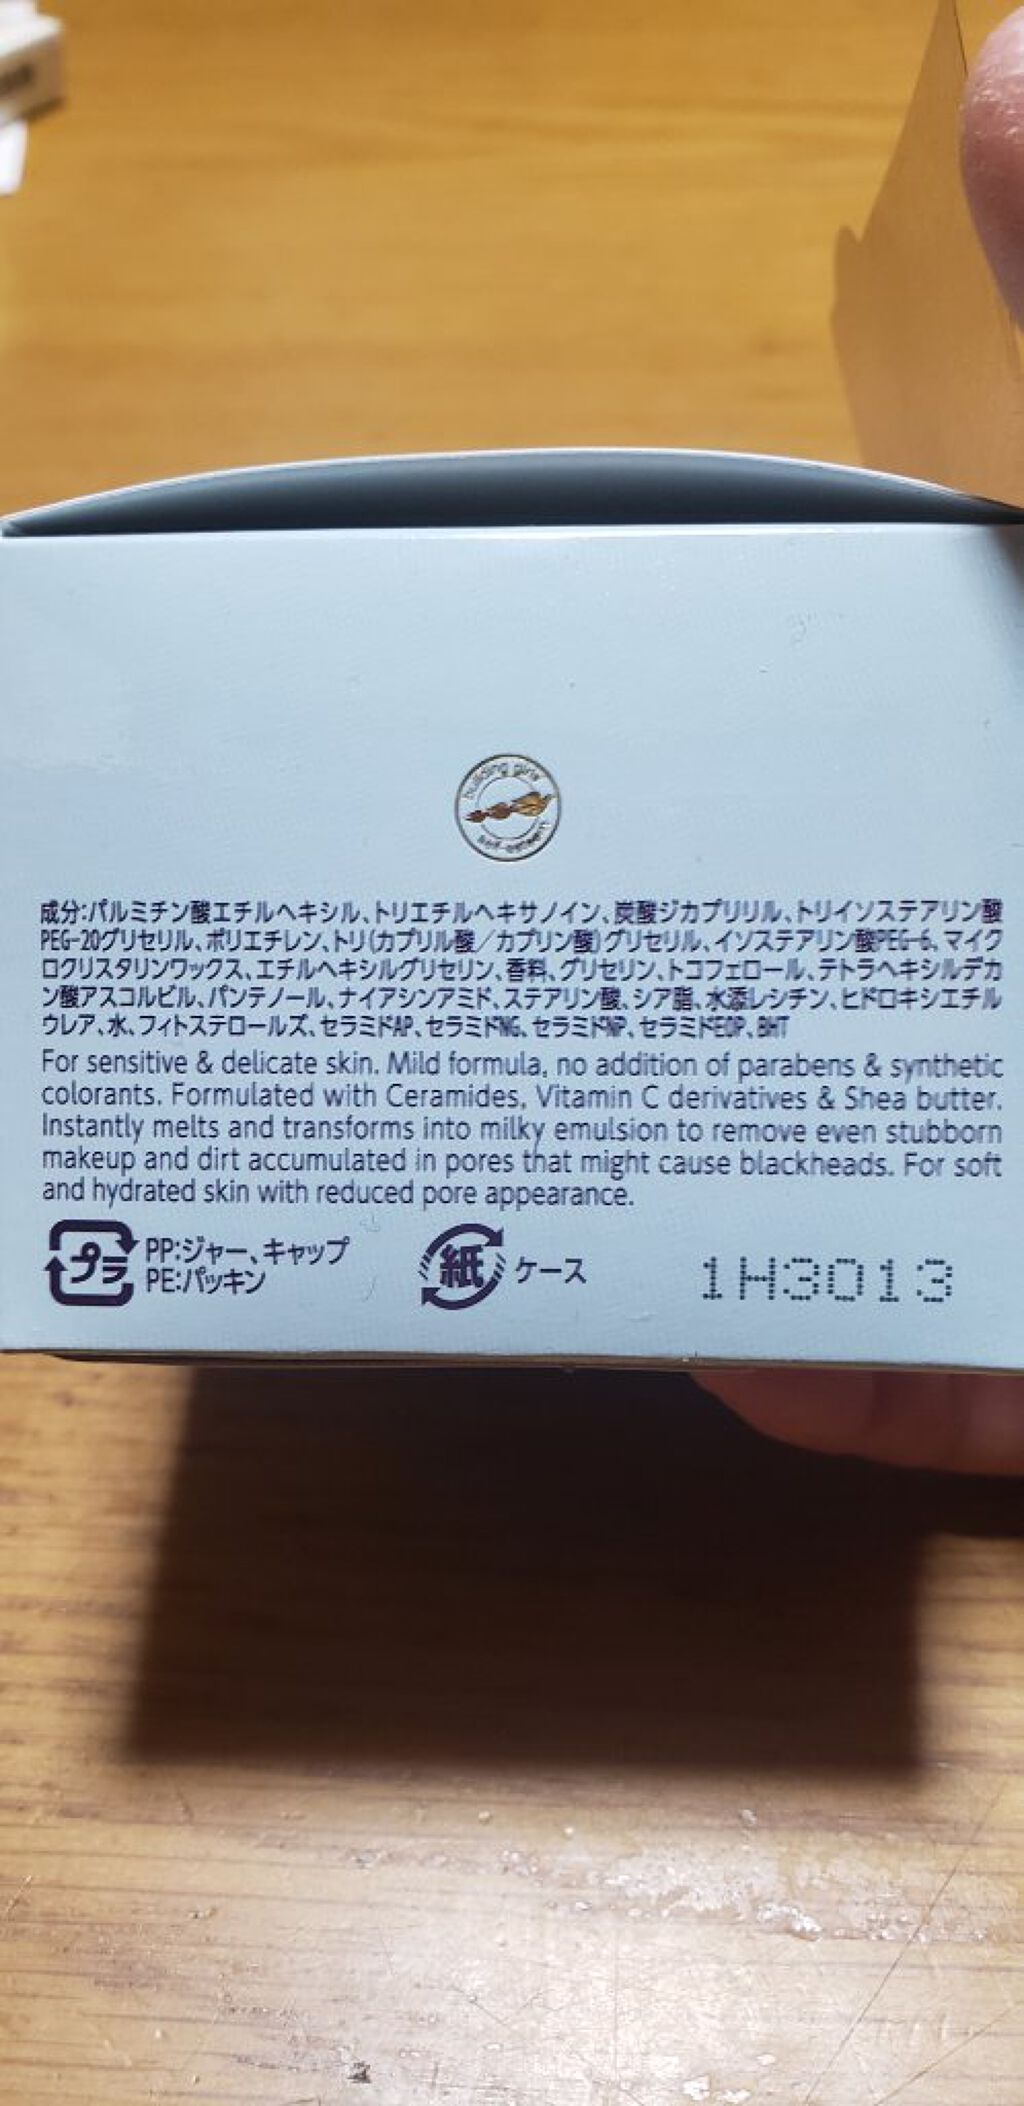 building girls'
self-esteem
成分:パルミチン酸エチルヘキシル、トリエチルヘキサノイン、炭酸ジカプリリル、トリイソステアリン酸
PEG-20グリセリル、ポリエチレン、トリ(カプリル酸/カプリン酸)グリセリル、イソステアリン酸PEG-6、マイク
ロクリスタリンワックス、エチルヘキシルグリセリン、香料、グリセリン、トコフェロール、テトラヘキシルデカ
ン酸アスコルビル、パンテノール、ナイアシンアミド、ステアリン酸、シア脂、水添レシチン、ヒドロキシエチル
ウレア、水、フィトステロールズ、セラミドAP、セラミドNG、セラミドNP、セラミドEOP、BHT
For sensitive & delicate skin. Mild formula, no addition of parabens & synthetic
colorants. Formulated with Ceramides, Vitamin C derivatives & Shea butter.
Instantly melts and transforms into milky emulsion to remove even stubborn
makeup and dirt accumulated in pores that might cause blackheads. For soft
and hydrated skin with reduced pore appearance.
プラ PP:ジャー、キャップ
PE:パッキン
紙 ケース
1H3013